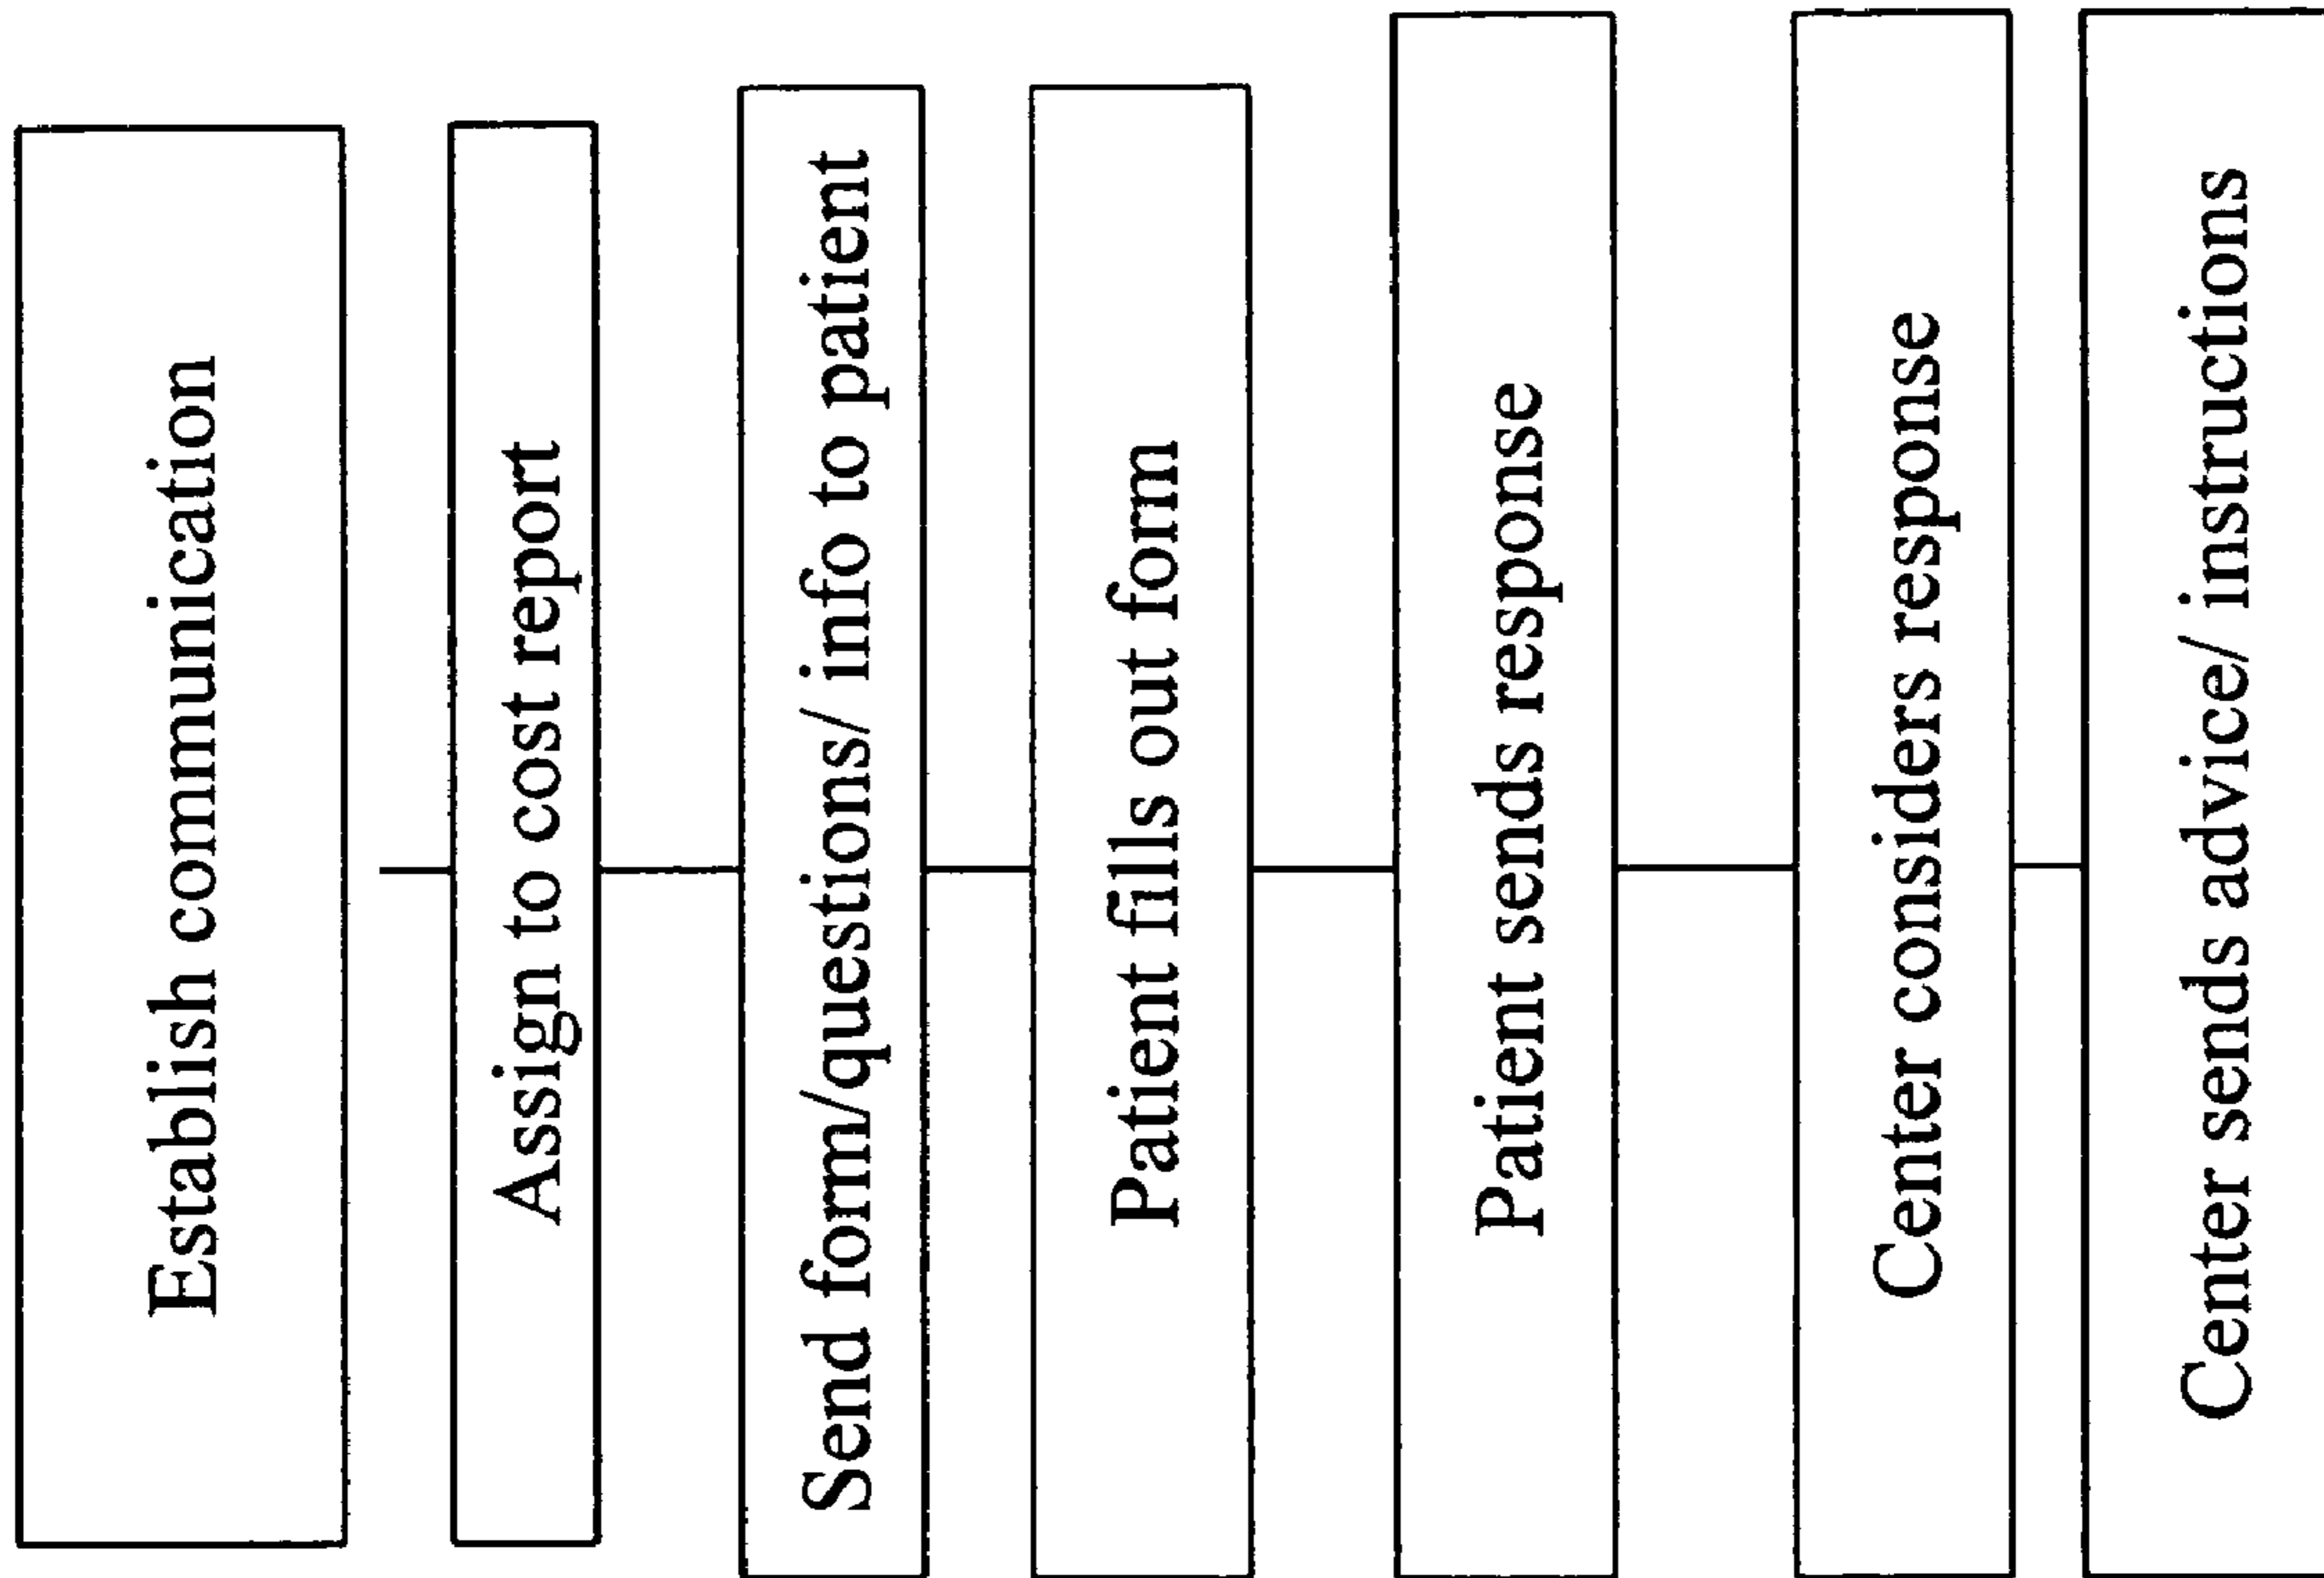 Establish communication
Assign to cost report
Send form/questions/ info to patient
Patient fills out form
Patient sends response
Center considers response
Center sends advice/ instructions